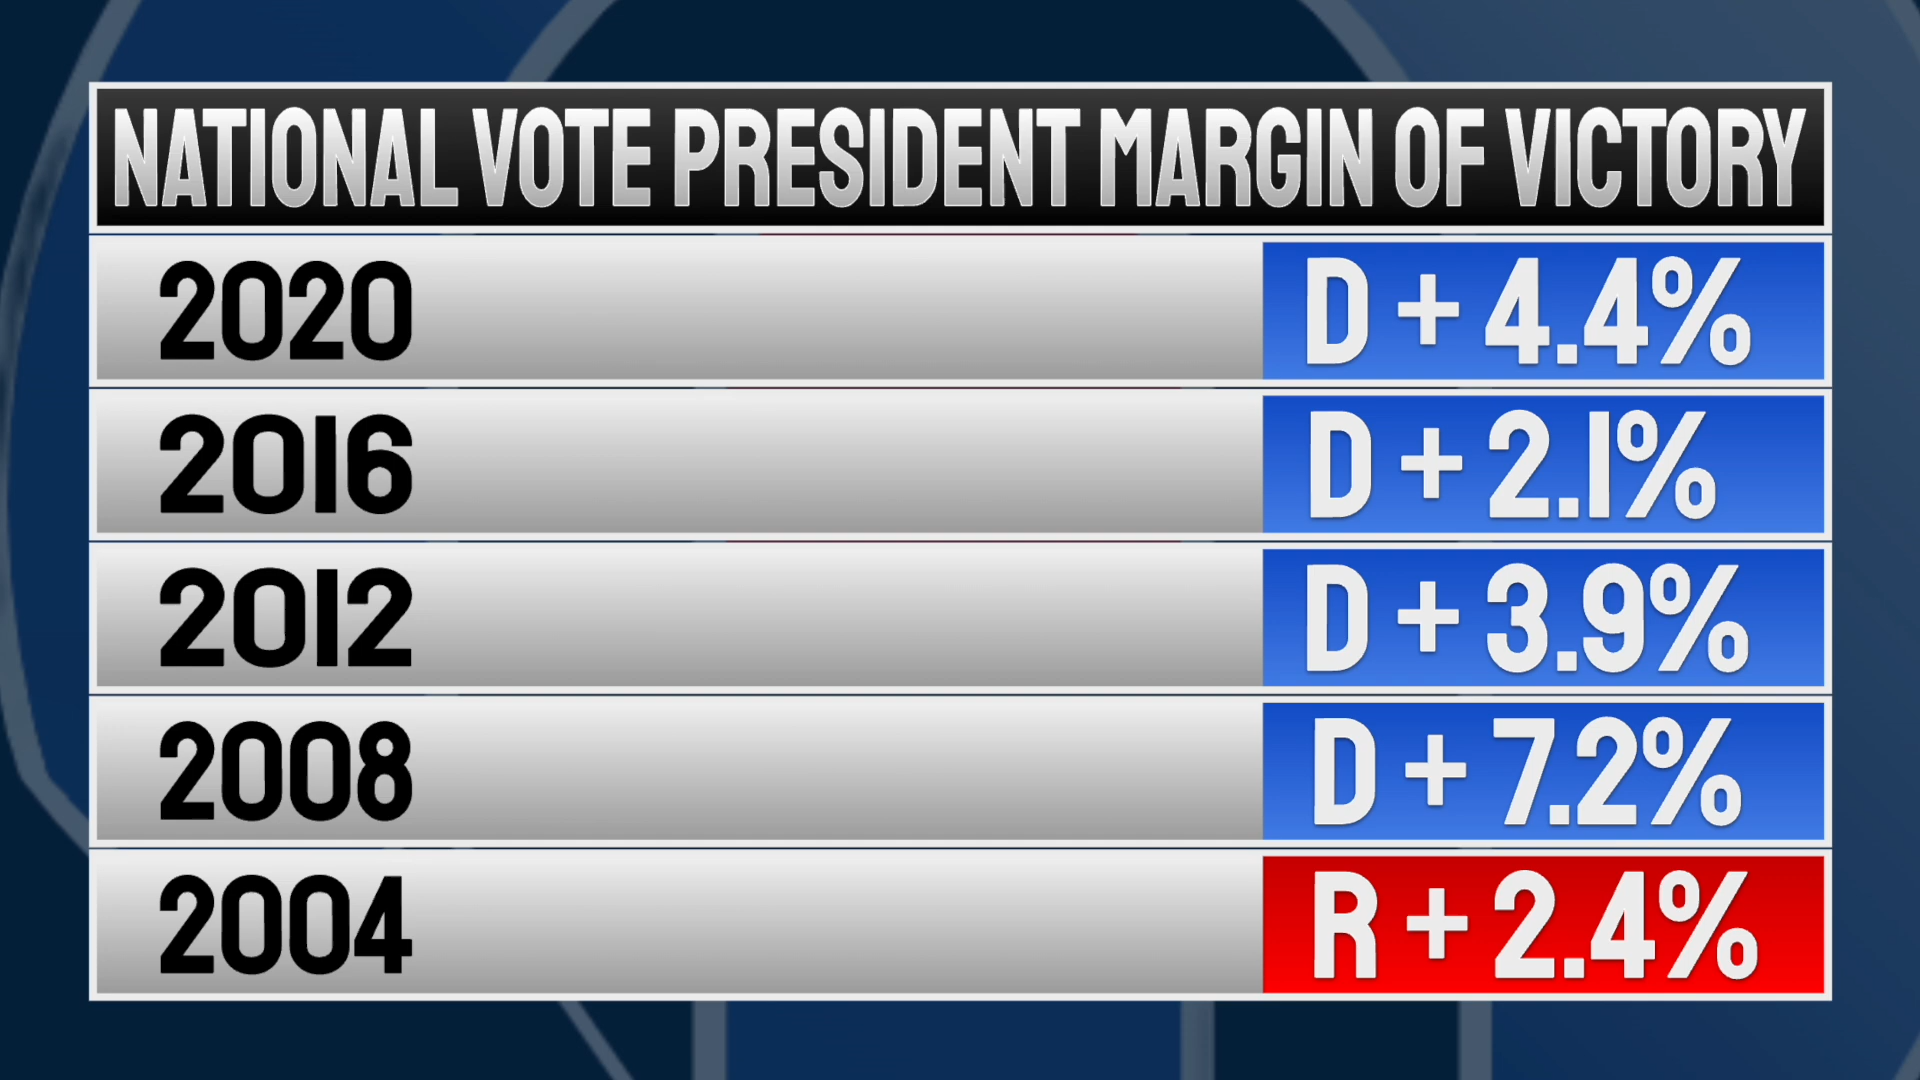 NATIONAL VOTE PRESIDENT MARGIN OF VICTORY
2020 D + 4.4%
2016 D + 2.1%
2012 D + 3.9%
2008 D + 7.2%
2004 R + 2.4%